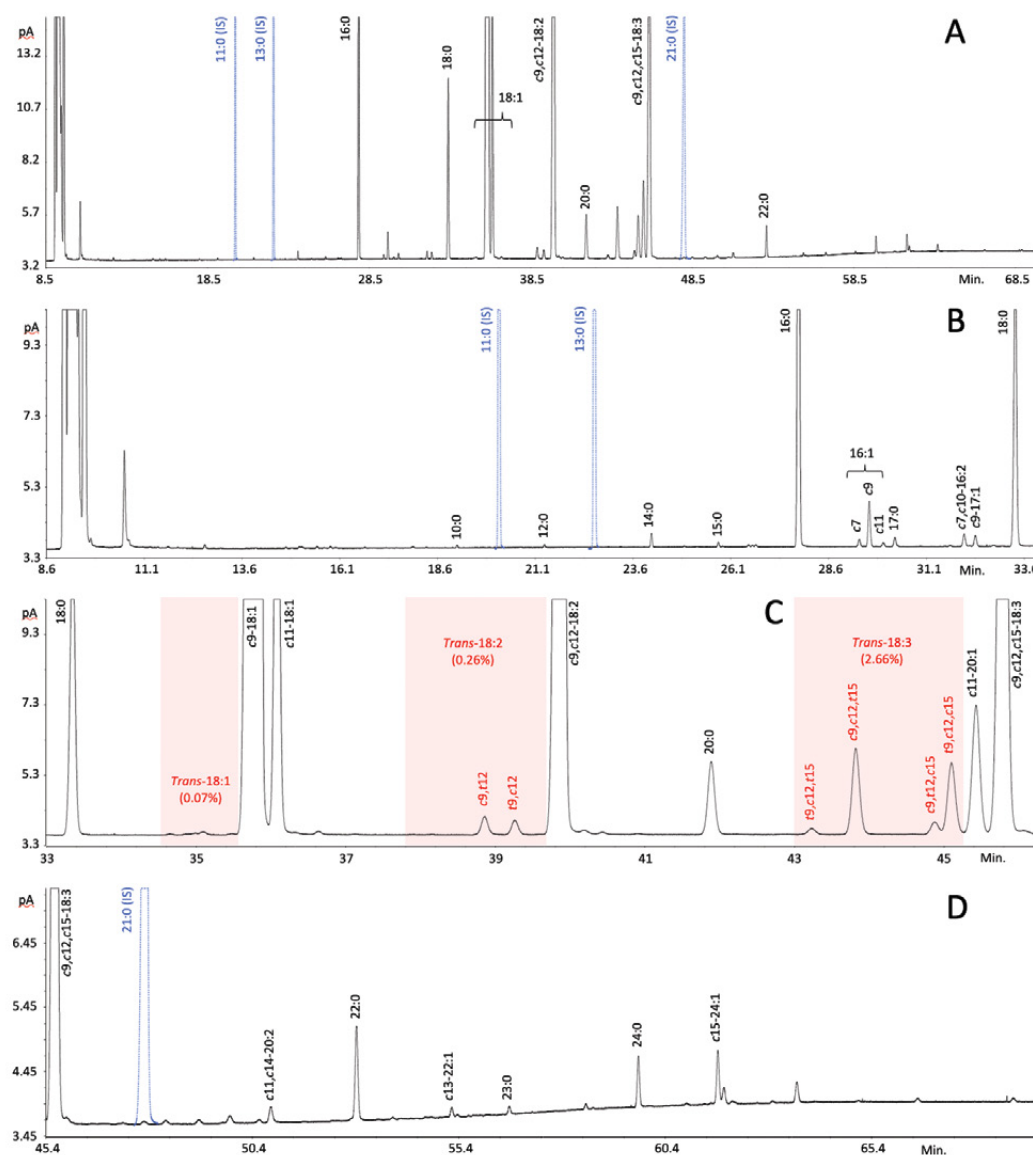 A
pA
13.2
10.7
8.2
5.7
3.2
11:0 (IS)
13:0 (IS)
16:0
18:0
18:1
c9,c12-18:2
20:0
c9,c12,c15-18:3
21:0 (IS)
22:0
8.5 18.5 28.5 38.5 48.5 58.5 Min. 68.5
B
pA
9.3
7.3
5.3
3.3
10:0
11:0 (IS)
12:0
13:0 (IS)
14:0
15:0
16:0
16:1
c7
c9
c11
17:0
c7,c10-16:2
c9-17:1
18:0
8.6 11.1 13.6 16.1 18.6 21.1 23.6 26.1 28.6 31.1 Min. 33.6
C
pA
9.3
7.3
5.3
3.3
18:0
Trans-18:1
(0.07%)
c9-18:1
c11-18:1
Trans-18:2
(0.26%)
c9,t12
t9,c12
c9,c12-18:2
20:0
Trans-18:3
(2.66%)
t9,c12,t15
c9,c12,t15
c9,t12,c15
t9,c12,c15
c11-20:1
c9,c12,c15-18:3
33 35 37 39 41 43 45 Min.
D
pA
6.45
5.45
4.45
3.45
c9,c12,c15-18:3
21:0 (IS)
c11,c14-20:2
22:0
c13-22:1
23:0
24:0
c15-24:1
45.4 50.4 55.4 60.4 65.4 Min.